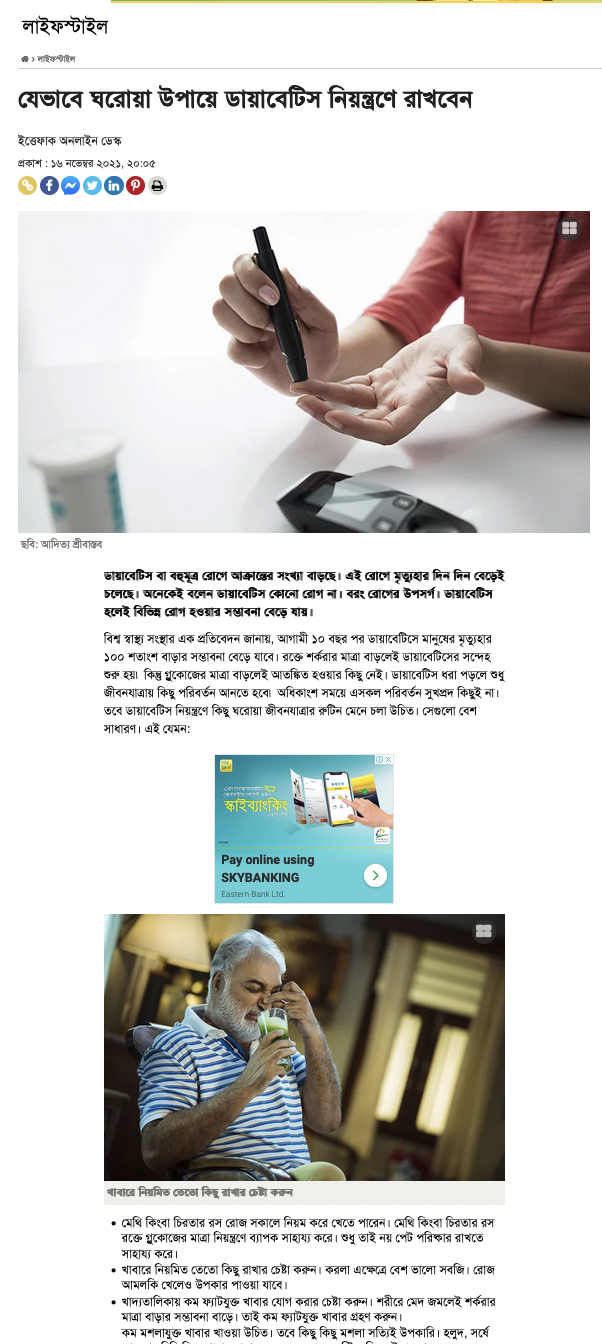 লাইফস্টাইল
› লাইফস্টাইল
যেভাবে ঘরোয়া উপায়ে ডায়াবেটিস নিয়ন্ত্রণে রাখবেন
ইত্তেফাক অনলাইন ডেস্ক
প্রকাশ : ১৬ নভেম্বর ২০২১, ২০:০৫
ছবি: আদিত্য শ্রীবাস্তব
ডায়াবেটিস বা বহুমূত্র রোগে আক্রান্তের সংখ্যা বাড়ছে। এই রোগে মৃত্যুহার দিন দিন বেড়েই
চলেছে। অনেকেই বলেন ডায়াবেটিস কোনো রোগ না। বরং রোগের উপসর্গ। ডায়াবেটিস
হলেই বিভিন্ন রোগ হওয়ার সম্ভাবনা বেড়ে যায়।
বিশ্ব স্বাস্থ্য সংস্থার এক প্রতিবেদন জানায়, আগামী ১০ বছর পর ডায়াবেটিসে মানুষের মৃত্যুহার
১০০ শতাংশ বাড়ার সম্ভাবনা বেড়ে যাবে। রক্তে শর্করার মাত্রা বাড়লেই ডায়াবেটিসের সন্দেহ
শুরু হয়। কিন্তু গ্লুকোজের মাত্রা বাড়লেই আতঙ্কিত হওয়ার কিছু নেই। ডায়াবেটিস ধরা পড়লে শুধু
জীবনযাত্রায় কিছু পরিবর্তন আনতে হবে। অধিকাংশ সময়ে এসকল পরিবর্তন সুখপ্রদ কিছুই না।
তবে ডায়াবেটিস নিয়ন্ত্রণে কিছু ঘরোয়া জীবনযাত্রার রুটিন মেনে চলা উচিত। সেগুলো বেশ
সাধারণ। এই যেমন:
স্কাইব্যাংকিং
Pay online using
SKYBANKING
Eastern Bank Ltd.
খাবারে নিয়মিত তেতো কিছু রাখার চেষ্টা করুন
• মেথি কিংবা চিরতার রস রোজ সকালে নিয়ম করে খেতে পারেন। মেথি কিংবা চিরতার রস
রক্তে গ্লুকোজের মাত্রা নিয়ন্ত্রণে ব্যাপক সাহায্য করে। শুধু তাই নয় পেট পরিষ্কার রাখতে
সাহায্য করে।
• খাবারে নিয়মিত তেতো কিছু রাখার চেষ্টা করুন। করলা এক্ষেত্রে বেশ ভালো সবজি। রোজ
আমলকি খেলেও উপকার পাওয়া যাবে।
• খাদ্যতালিকায় কম ফ্যাটযুক্ত খাবার যোগ করার চেষ্টা করুন। শরীরে মেদ জমলেই শর্করার
মাত্রা বাড়ার সম্ভাবনা বাড়ে। তাই কম ফ্যাটযুক্ত খাবার গ্রহণ করুন।
কম মশলাযুক্ত খাবার খাওয়া উচিত। তবে কিছু কিছু মশলা সত্যিই উপকারি। হলুদ, সর্ষে